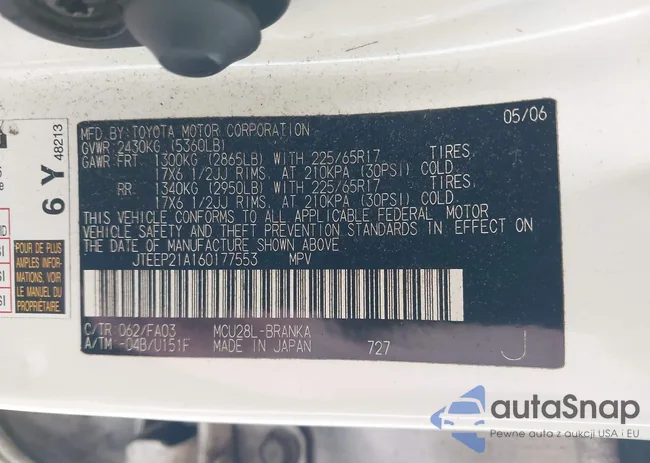 05/06
MFD.BY:TOYOTA MOTOR CORPORATION
GVWR 2430KG (5360LB)
GAWR FRT 1300KG (2865LB) WITH 225/65R17 TIRES
17X6 1/2JJ RIMS, AT 210KPA (30PSI) COLD
RR 1340KG (2950LB) WITH 225/65R17 TIRES
17X6 1/2JJ RIMS, AT 210KPA (30PSI) COLD
THIS VEHICLE CONFORMS TO ALL APPLICABLE FEDERAL MOTOR
VEHICLE SAFETY AND THEFT PREVENTION STANDARDS IN EFFECT ON
THE DATE OF MANUFACTURE SHOWN ABOVE.
JTEEP21A160177553 MPV
C/TR 062/FA03 MCU28L-BRANKA
A/TM -04B/U151F MADE IN JAPAN 727 J
6 Y 48213
POUR DE PLUS
AMPLES INFOR-
MATIONS,
VOIR
LE MANUEL DU
PROPRIÉTAIRE
autaSnap
Pewne auta z aukcji USA i EU